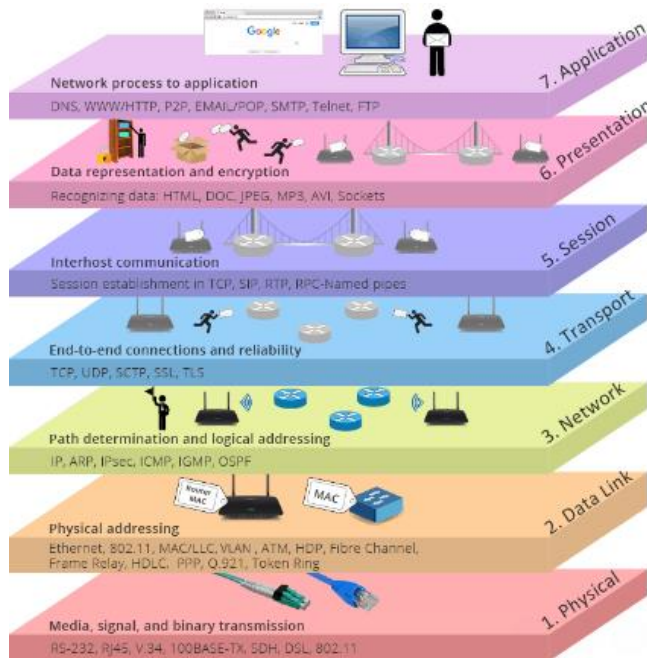 Google
Network process to application
DNS, WWW/HTTP, P2P, EMAIL/POP, SMTP, Telnet, FTP
7. Application
Data representation and encryption
Recognizing data: HTML, DOC, JPEG, MP3, AVI, Sockets
6. Presentation
Interhost communication
Session establishment in TCP, SIP, RTP, RPC-Named pipes
5. Session
End-to-end connections and reliability
TCP, UDP, SCTP, SSL, TLS
4. Transport
Path determination and logical addressing
IP, ARP, IPsec, ICMP, IGMP, OSPF
3. Network
Router
MAC
MAC
Physical addressing
Ethernet, 802.11, MAC/LLC, VLAN , ATM, HDP, Fibre Channel,
Frame Relay, HDLC, PPP, Q.921, Token Ring
2. Data Link
Media, signal, and binary transmission
RS-232, RJ45, V.34, 100BASE-TX, SDH, DSL, 802.11
1. Physical